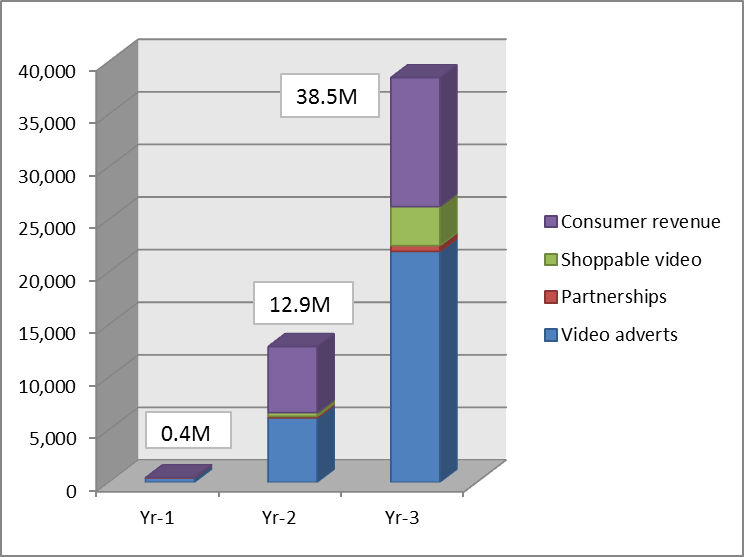 40,000
35,000
30,000
25,000
20,000
15,000
10,000
5,000
0
38.5M
12.9M
0.4M
Yr-1
Yr-2
Yr-3
Consumer revenue
Shoppable video
Partnerships
Video adverts